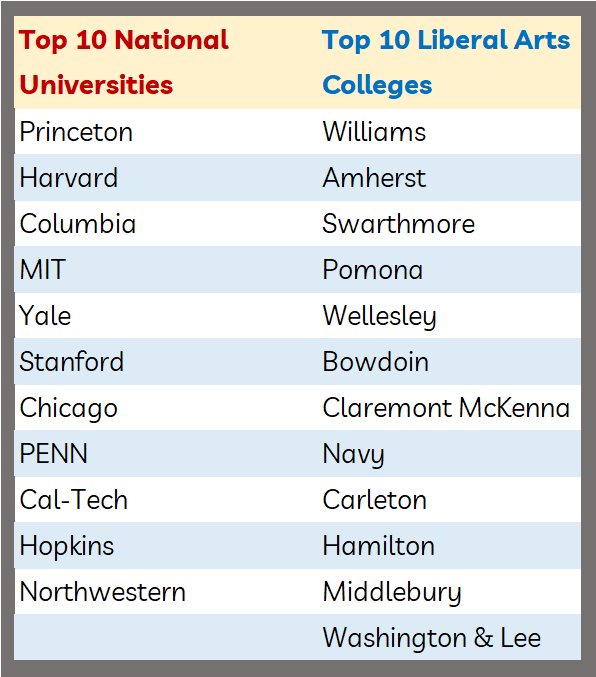 Top 10 National Top 10 Liberal Arts
Universities Colleges
Princeton Williams
Harvard Amherst
Columbia Swarthmore
MIT Pomona
Yale Wellesley
Stanford Bowdoin
Chicago Claremont McKenna
PENN Navy
Cal-Tech Carleton
Hopkins Hamilton
Northwestern Middlebury
Washington & Lee